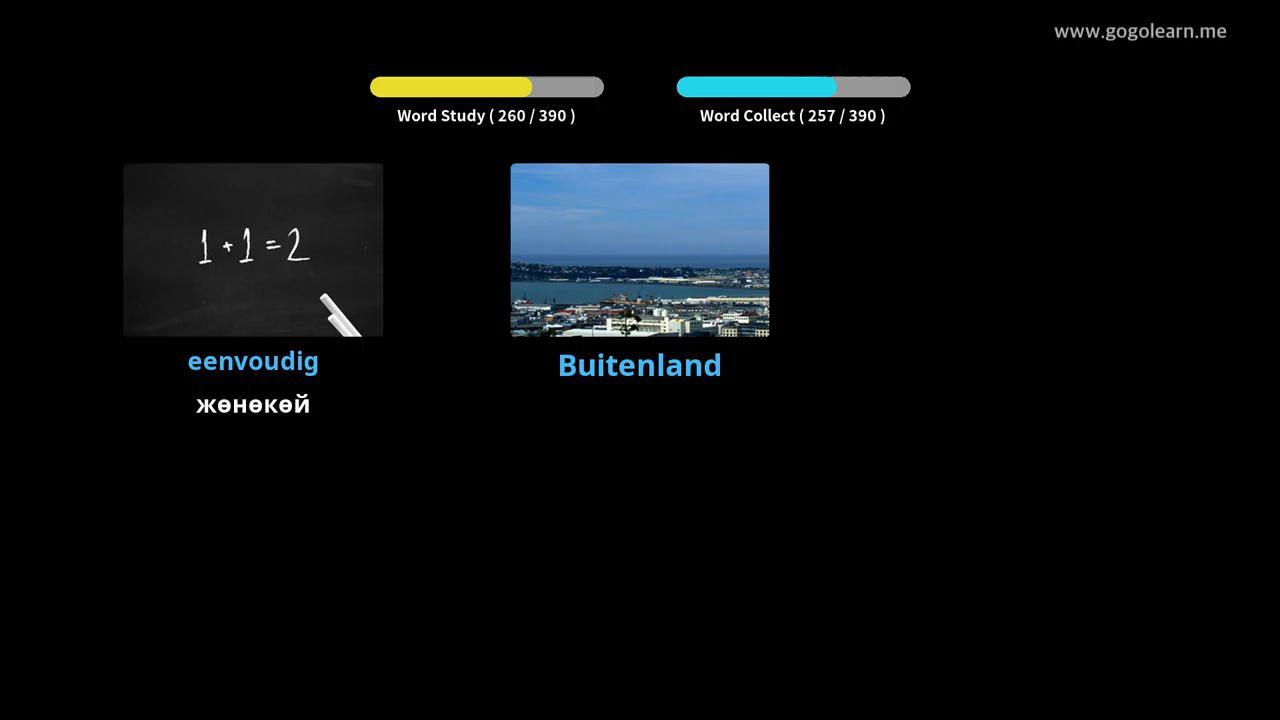 www.gogolearn.me
Word Study ( 260 / 390 )
Word Collect ( 257 / 390 )
1 + 1 = 2
eenvoudig
жөнөкөй
Buitenland